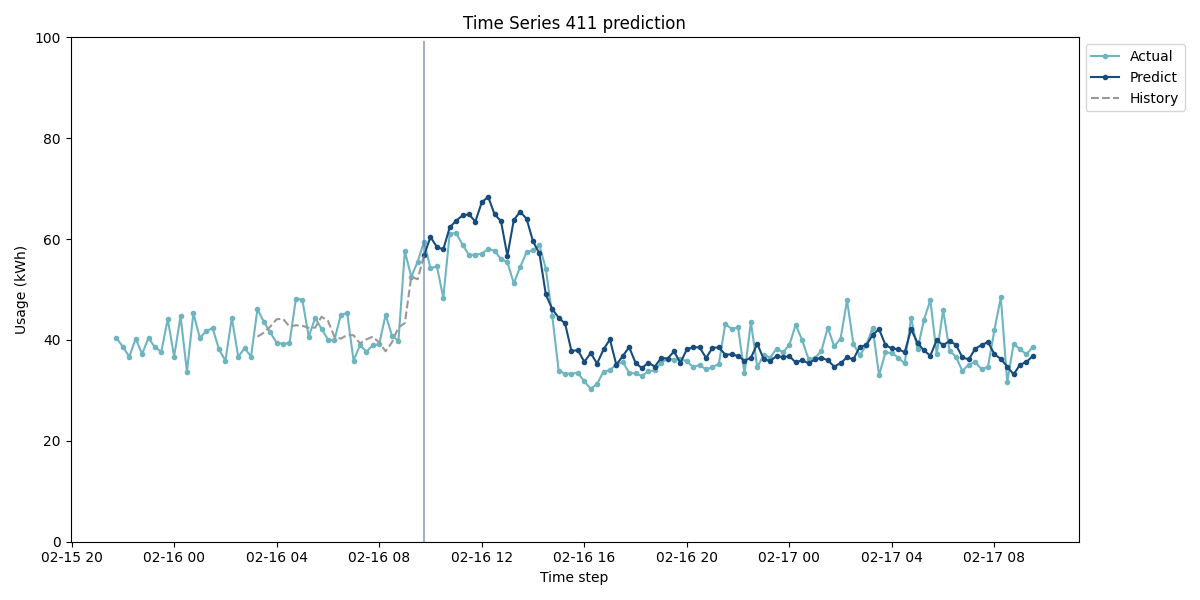 Time Series 411 prediction
100
80
60
40
20
0
Usage (kWh)
02-15 20
02-16 00
02-16 04
02-16 08
02-16 12
02-16 16
02-16 20
02-17 00
02-17 04
02-17 08
Time step
Actual
Predict
History